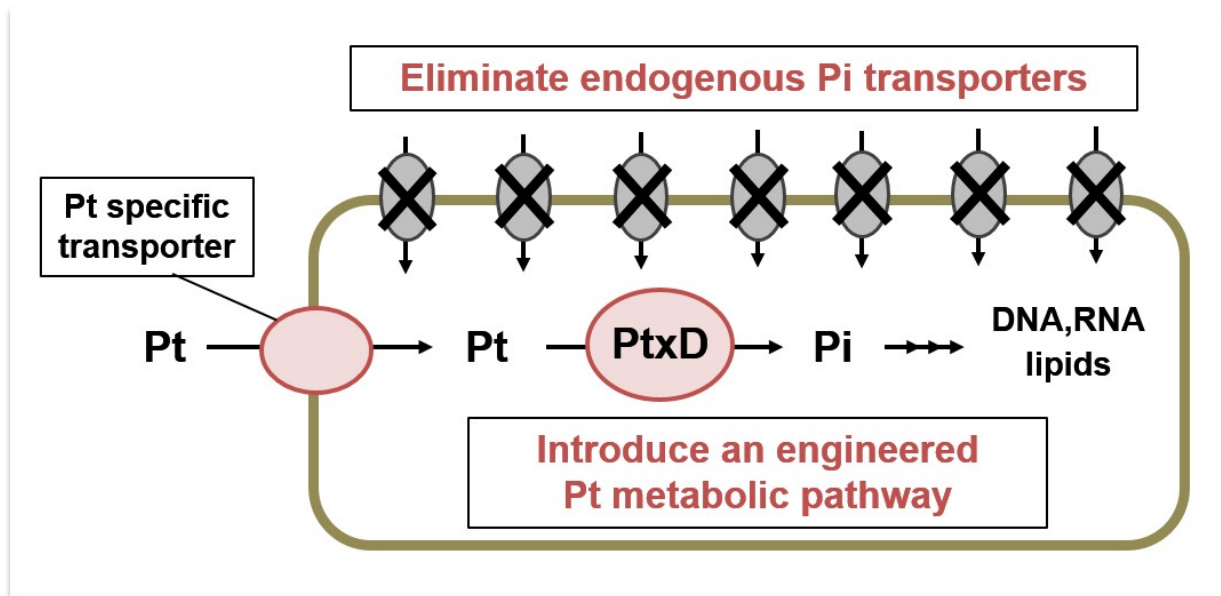 Eliminate endogenous Pi transporters
Pt specific
transporter
Pt
Pt
PtxD
Pi
DNA,RNA
lipids
Introduce an engineered
Pt metabolic pathway